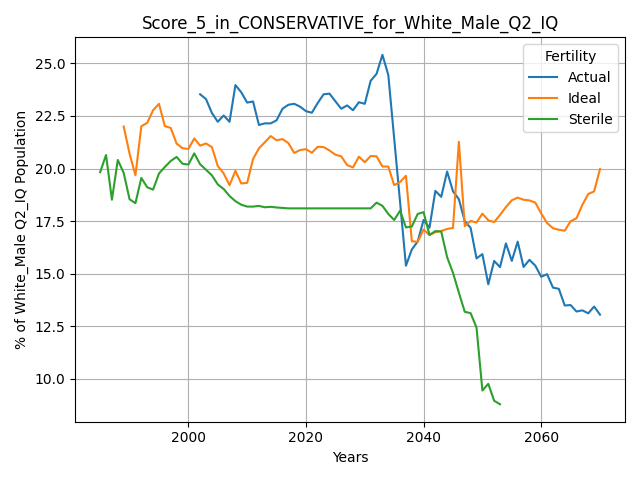 Score_5_in_CONSERVATIVE_for_White_Male_Q2_IQ
Fertility
Actual
Ideal
Sterile
% of White_Male Q2_IQ Population
25.0
22.5
20.0
17.5
15.0
12.5
10.0
2000
2020
2040
2060
Years